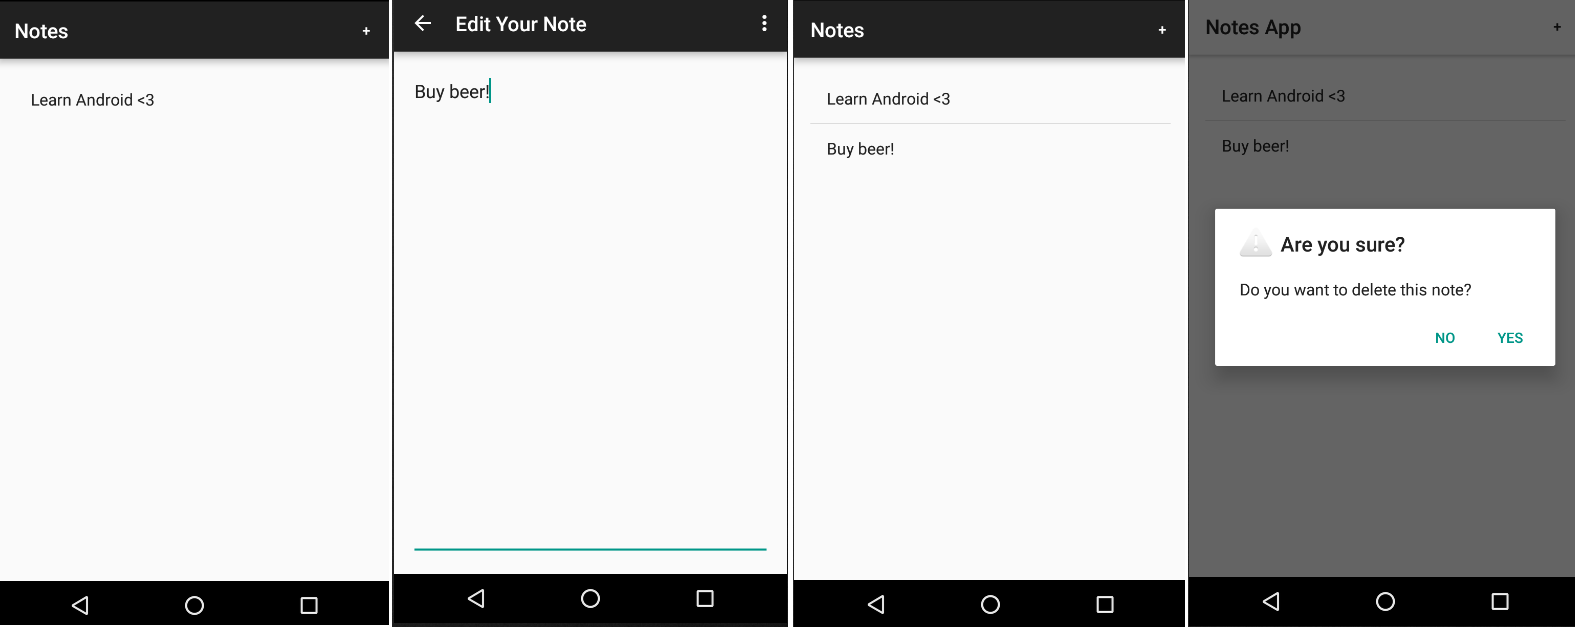 Notes +
Learn Android <3
Edit Your Note
Buy beer!
Notes +
Learn Android <3
Buy beer!
Notes App +
Learn Android <3
Buy beer!
Are you sure?
Do you want to delete this note?
NO YES